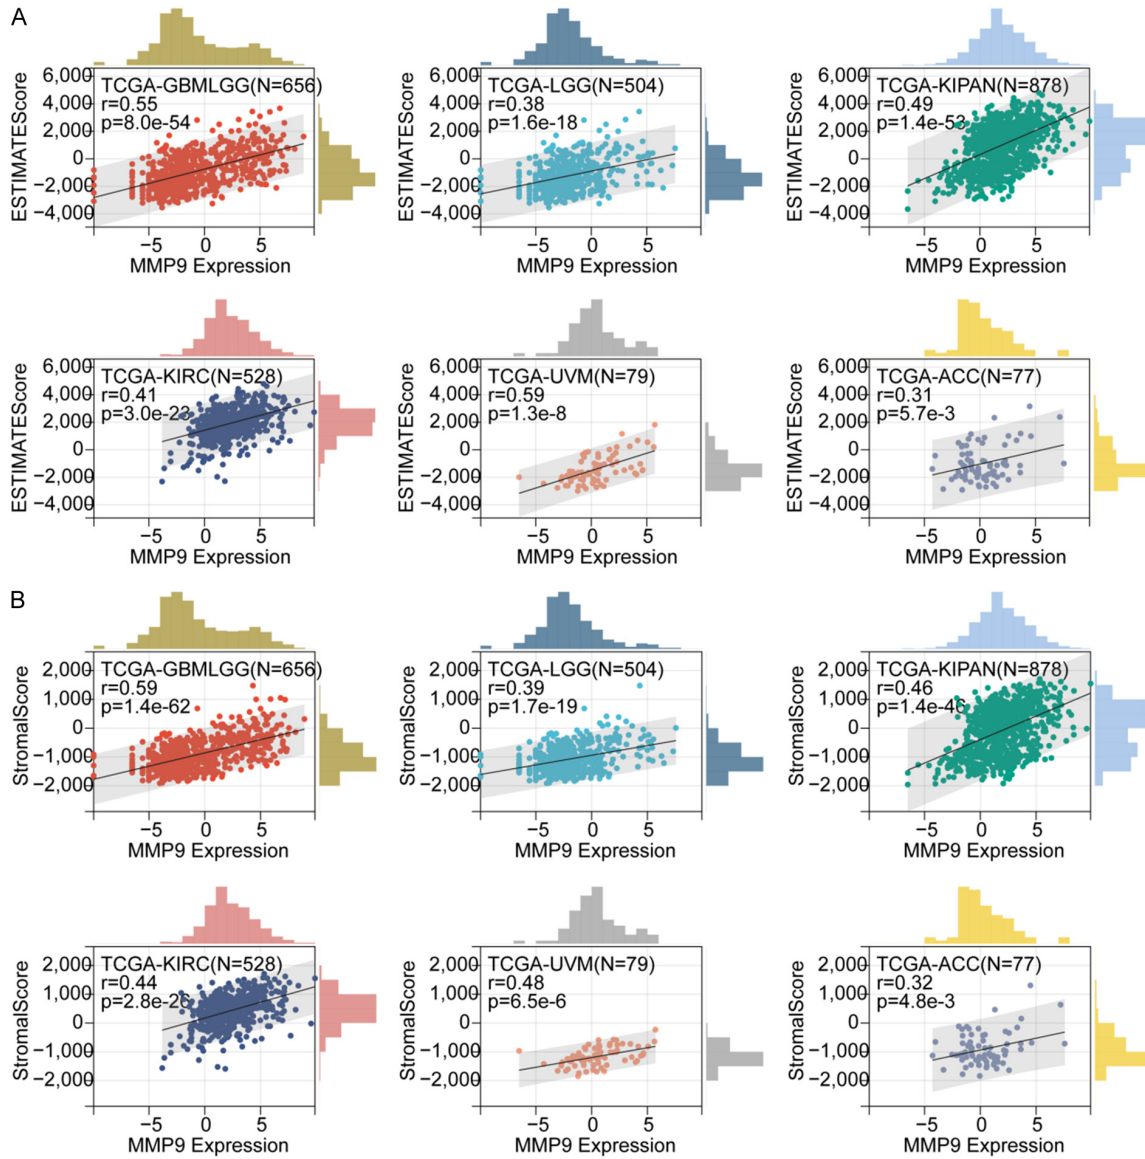 A
TCGA-GBMLGG(N=656)
r=0.55
p=8.0e-54
6,000
4,000
2,000
0
−2,000
−4,000
ESTIMATEScore
−5 0 5
MMP9 Expression
TCGA-LGG(N=504)
r=0.38
p=1.6e-18
6,000
4,000
2,000
0
−2,000
−4,000
ESTIMATEScore
−5 0 5
MMP9 Expression
TCGA-KIPAN(N=878)
r=0.49
p=1.4e-53
6,000
4,000
2,000
0
−2,000
−4,000
ESTIMATEScore
−5 0 5
MMP9 Expression
TCGA-KIRC(N=528)
r=0.41
p=3.0e-23
6,000
4,000
2,000
0
−2,000
−4,000
ESTIMATEScore
−5 0 5
MMP9 Expression
TCGA-UVM(N=79)
r=0.59
p=1.3e-8
6,000
4,000
2,000
0
−2,000
−4,000
ESTIMATEScore
−5 0 5
MMP9 Expression
TCGA-ACC(N=77)
r=0.31
p=5.7e-3
6,000
4,000
2,000
0
−2,000
−4,000
ESTIMATEScore
−5 0 5
MMP9 Expression
B
TCGA-GBMLGG(N=656)
r=0.59
p=1.4e-62
2,000
1,000
0
−1,000
−2,000
StromalScore
−5 0 5
MMP9 Expression
TCGA-LGG(N=504)
r=0.39
p=1.7e-19
2,000
1,000
0
−1,000
−2,000
StromalScore
−5 0 5
MMP9 Expression
TCGA-KIPAN(N=878)
r=0.46
p=1.4e-46
2,000
1,000
0
−1,000
−2,000
StromalScore
−5 0 5
MMP9 Expression
TCGA-KIRC(N=528)
r=0.44
p=2.8e-26
2,000
1,000
0
−1,000
−2,000
StromalScore
−5 0 5
MMP9 Expression
TCGA-UVM(N=79)
r=0.48
p=6.5e-6
2,000
1,000
0
−1,000
−2,000
StromalScore
−5 0 5
MMP9 Expression
TCGA-ACC(N=77)
r=0.32
p=4.8e-3
2,000
1,000
0
−1,000
−2,000
StromalScore
−5 0 5
MMP9 Expression